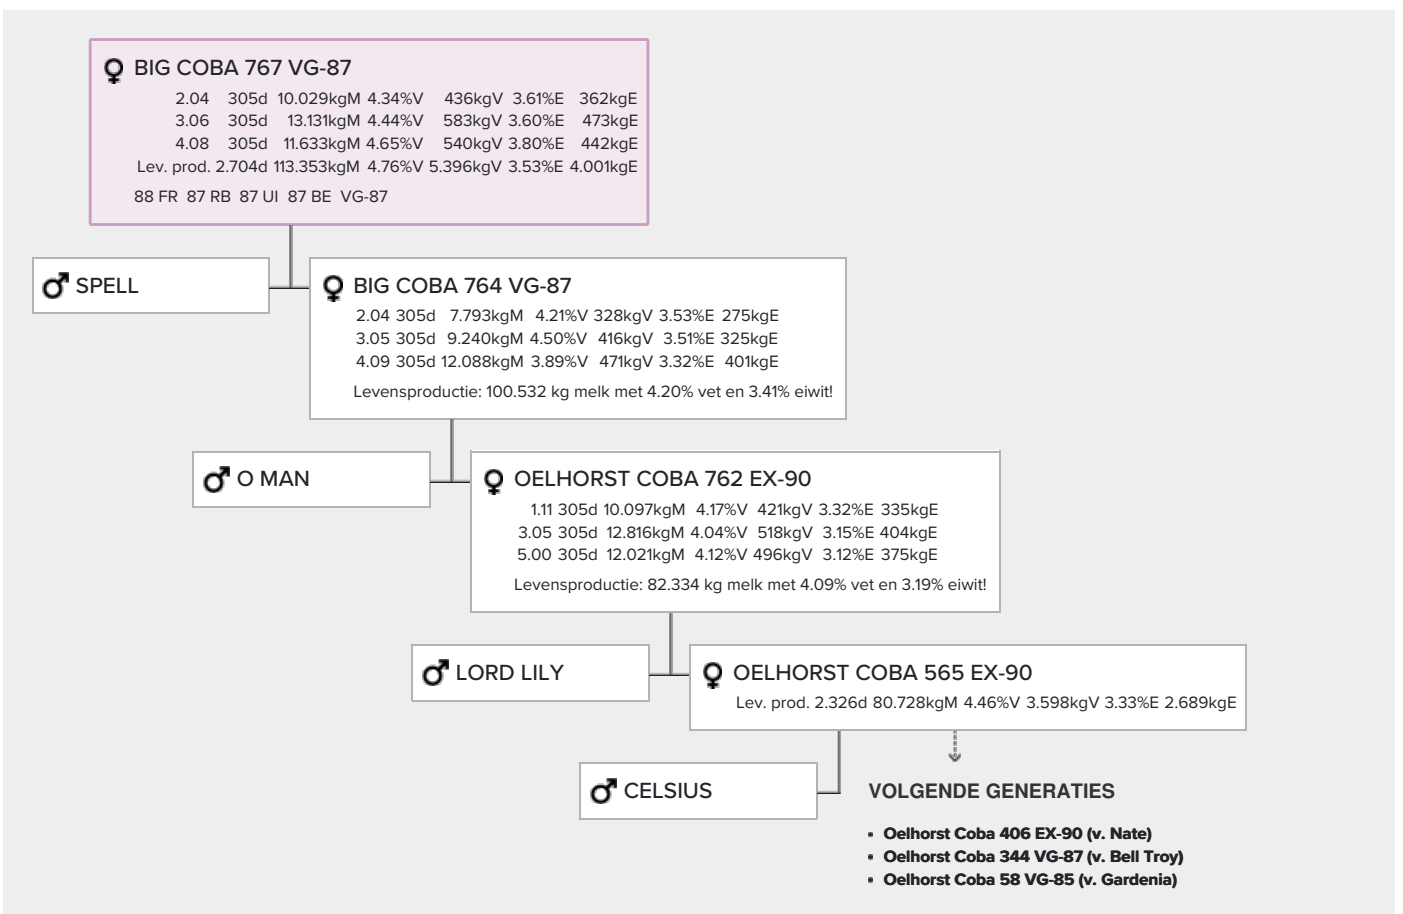 BIG COBA 767 VG-87
2.04 305d 10.029kgM 4.34%V 436kgV 3.61%E 362kgE
3.06 305d 13.131kgM 4.44%V 583kgV 3.60%E 473kgE
4.08 305d 11.633kgM 4.65%V 540kgV 3.80%E 442kgE
Lev. prod. 2.704d 113.353kgM 4.76%V 5.396kgV 3.53%E 4.001kgE
88 FR 87 RB 87 UI 87 BE VG-87
SPELL
BIG COBA 764 VG-87
2.04 305d 7.793kgM 4.21%V 328kgV 3.53%E 275kgE
3.05 305d 9.240kgM 4.50%V 416kgV 3.51%E 325kgE
4.09 305d 12.088kgM 3.89%V 471kgV 3.32%E 401kgE
Levensproductie: 100.532 kg melk met 4.20% vet en 3.41% eiwit!
O MAN
OELHORST COBA 762 EX-90
1.11 305d 10.097kgM 4.17%V 421kgV 3.32%E 335kgE
3.05 305d 12.816kgM 4.04%V 518kgV 3.15%E 404kgE
5.00 305d 12.021kgM 4.12%V 496kgV 3.12%E 375kgE
Levensproductie: 82.334 kg melk met 4.09% vet en 3.19% eiwit!
LORD LILY
OELHORST COBA 565 EX-90
Lev. prod. 2.326d 80.728kgM 4.46%V 3.598kgV 3.33%E 2.689kgE
CELSIUS
VOLGENDE GENERATIES
• Oelhorst Coba 406 EX-90 (v. Nate)
• Oelhorst Coba 344 VG-87 (v. Bell Troy)
• Oelhorst Coba 58 VG-85 (v. Gardenia)